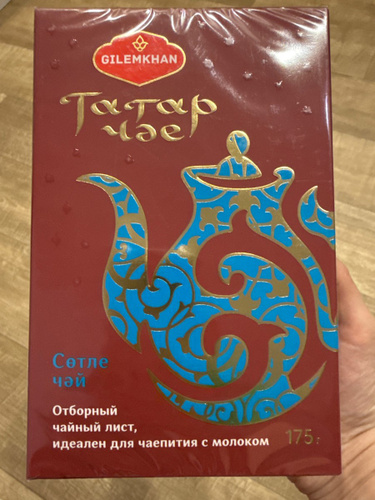 GILEMKHAN
Татар
чәе
Сөтле
чәй
Отборный
чайный лист,
идеален для чаепития с молоком
175 г